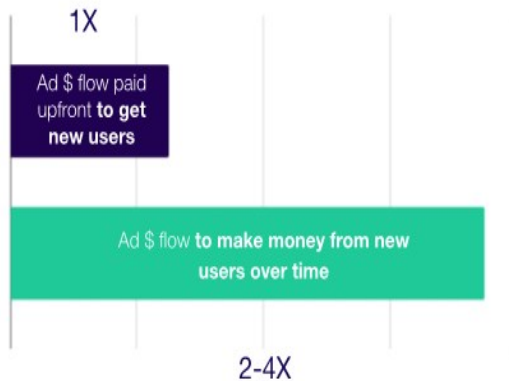 1X
Ad $ flow paid
upfront to get
new users
Ad $ flow to make money from new
users over time
2-4X